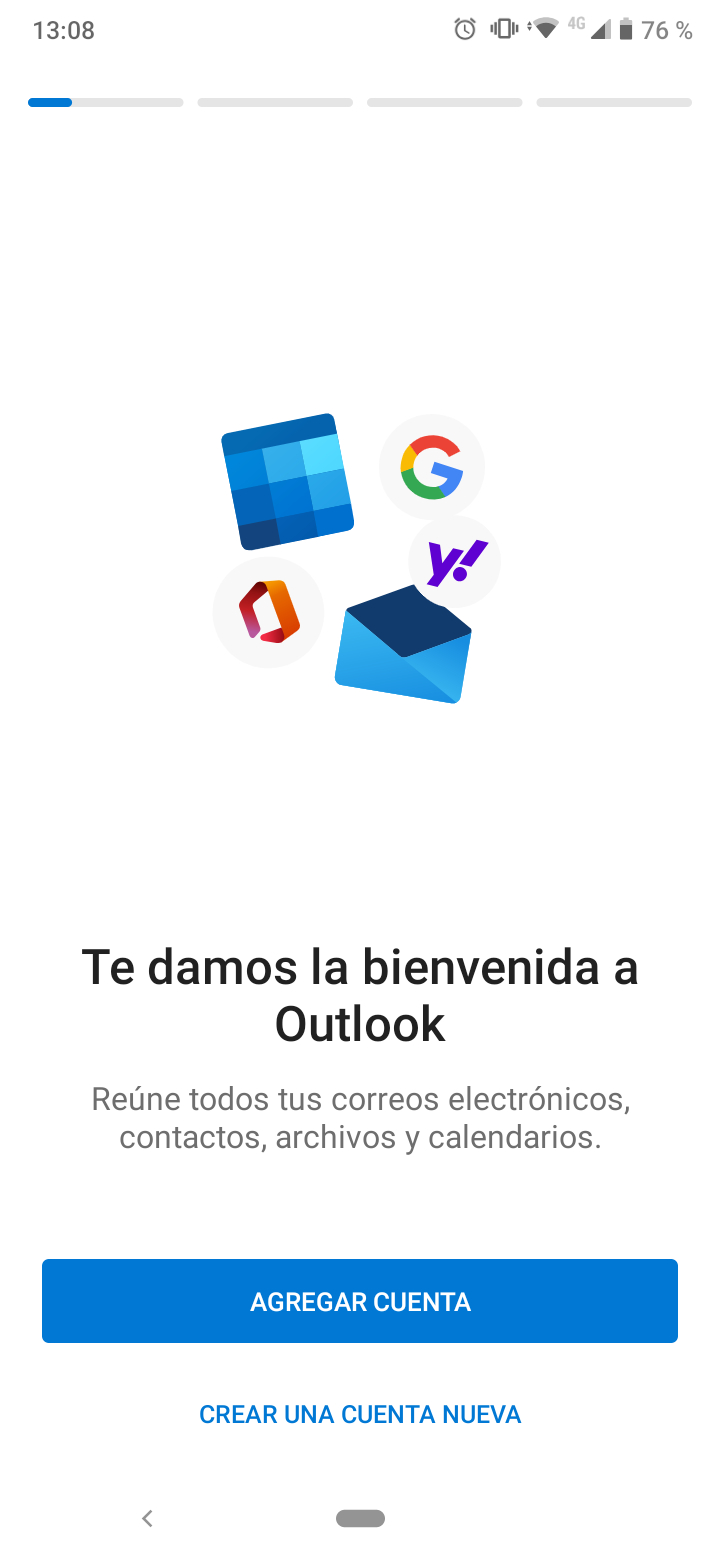 13:08
4G
76 %
Te damos la bienvenida a
Outlook
Reúne todos tus correos electrónicos,
contactos, archivos y calendarios.
AGREGAR CUENTA
CREAR UNA CUENTA NUEVA